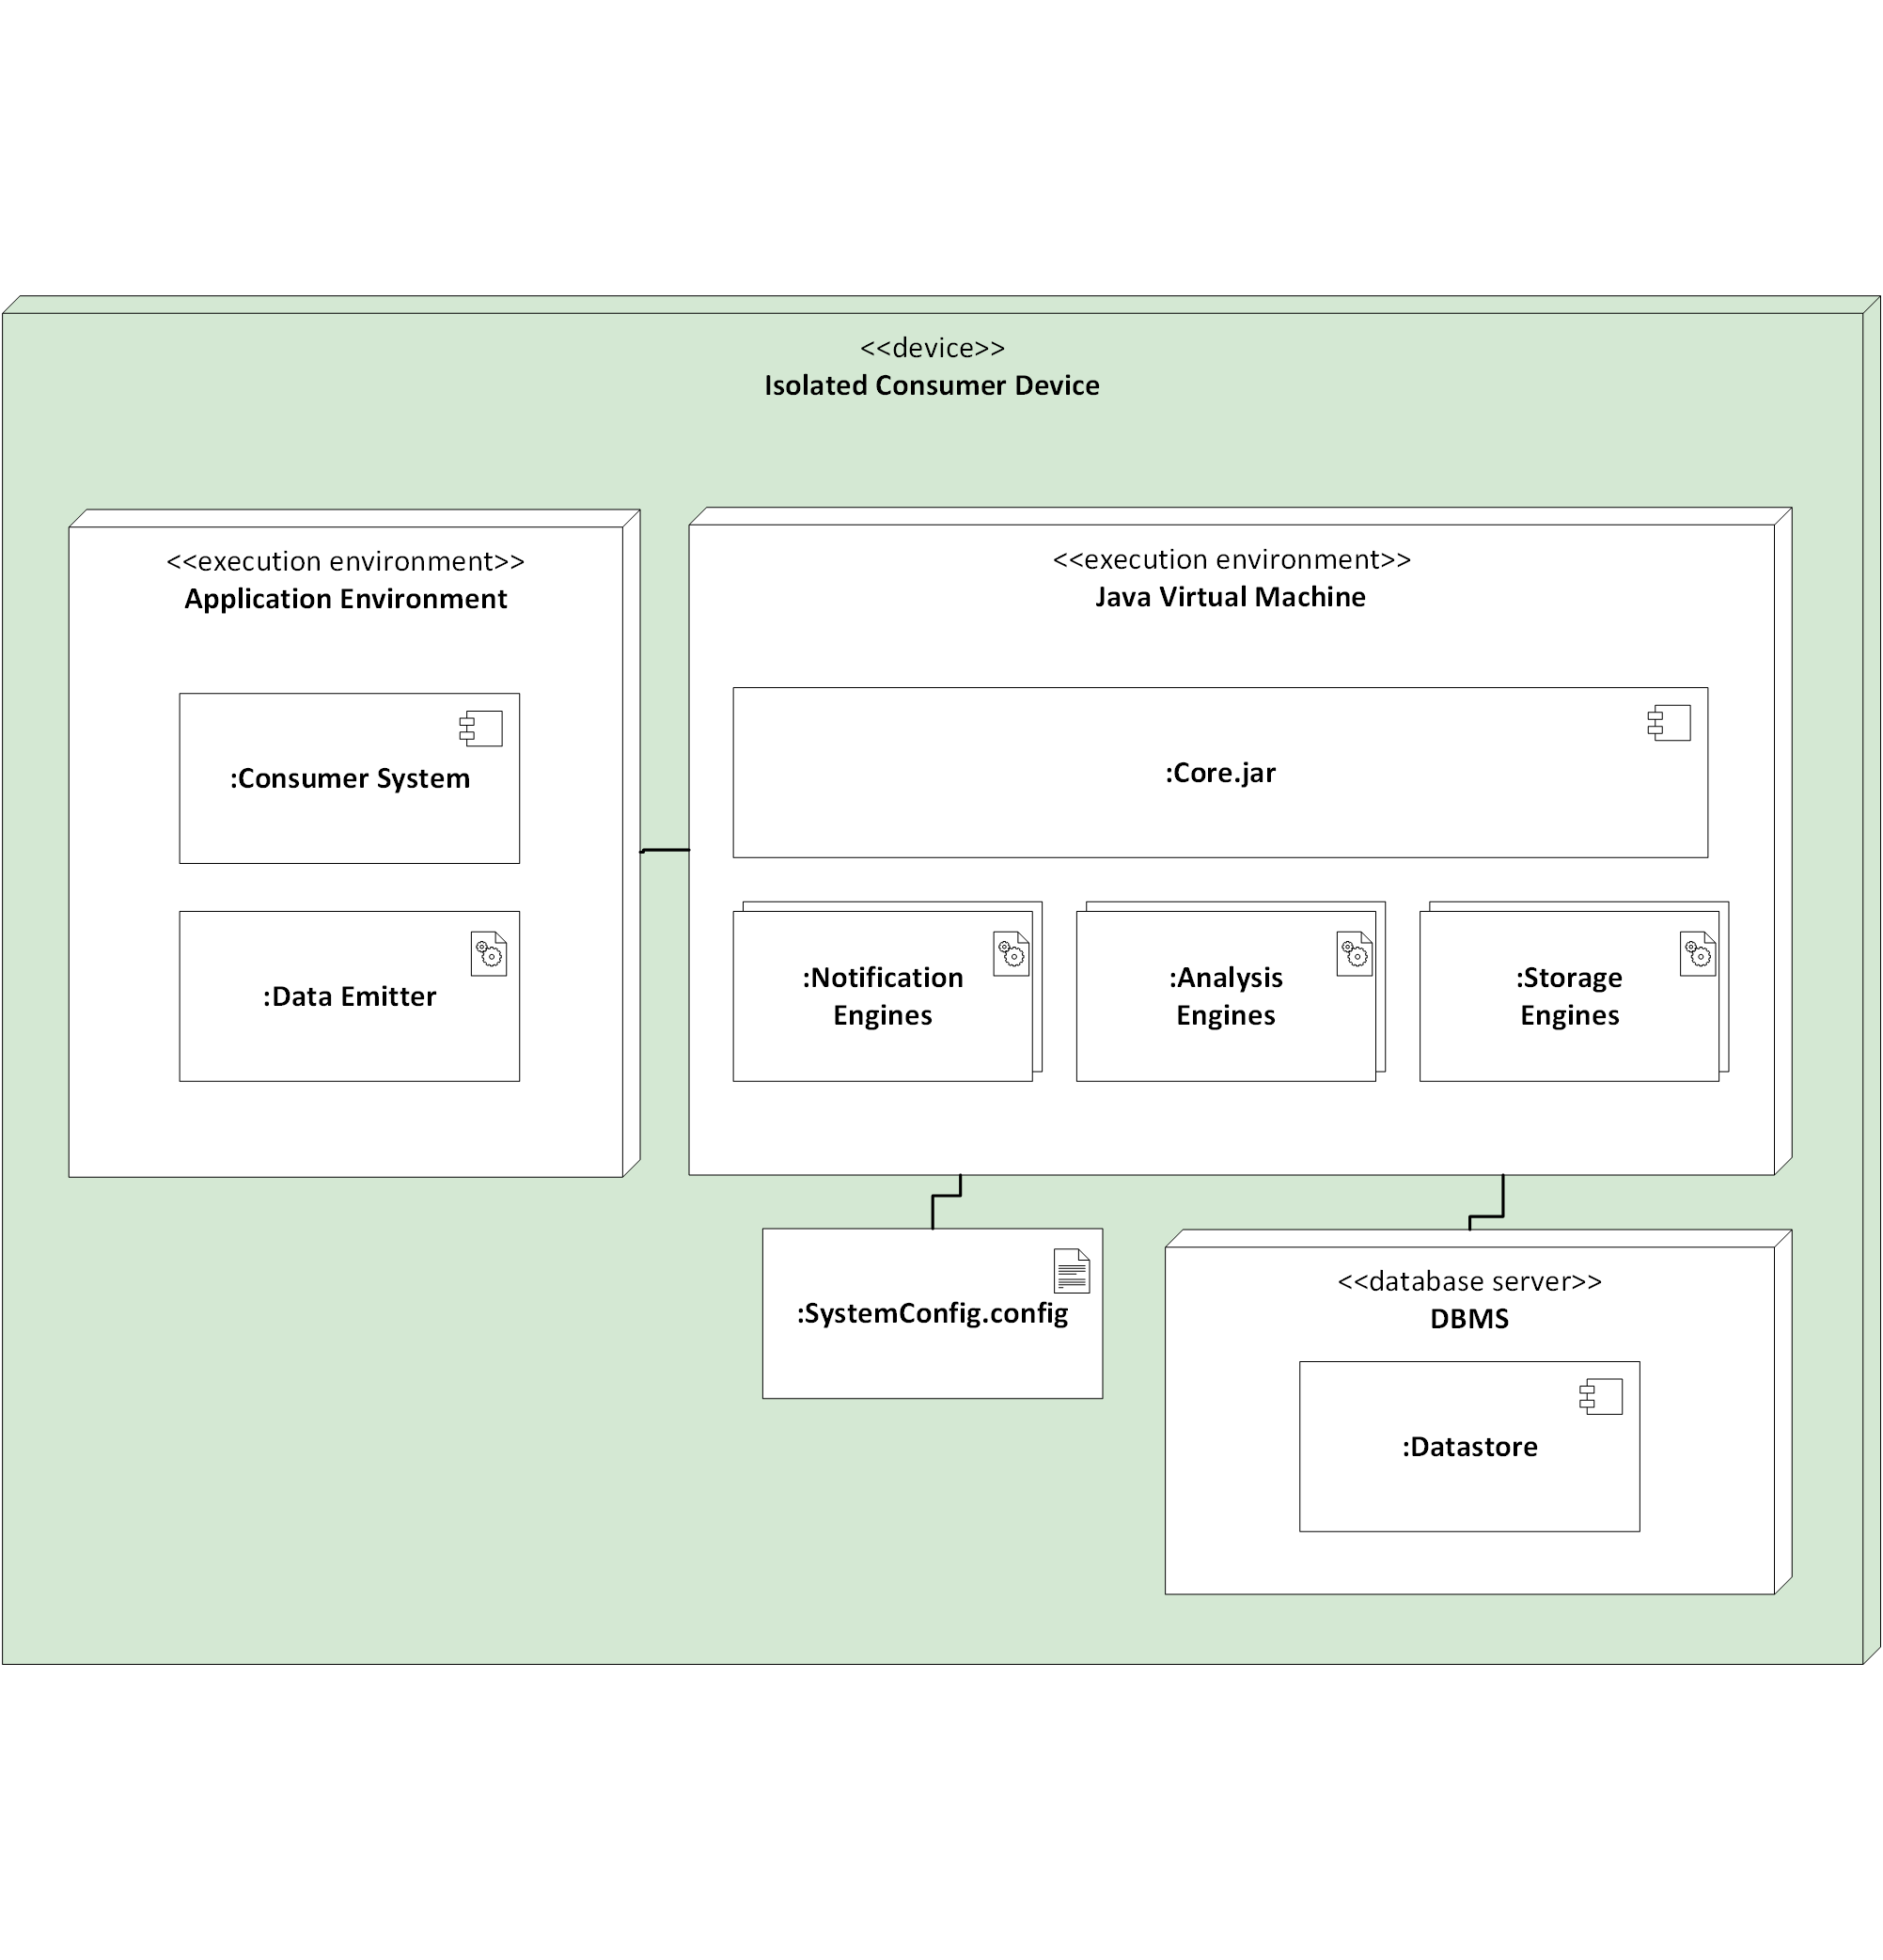 <<device>>
Isolated Consumer Device
<<execution environment>>
Application Environment
:Consumer System
:Data Emitter
<<execution environment>>
Java Virtual Machine
:Core.jar
:Notification
Engines
:Analysis
Engines
:Storage
Engines
:SystemConfig.config
<<database server>>
DBMS
:Datastore